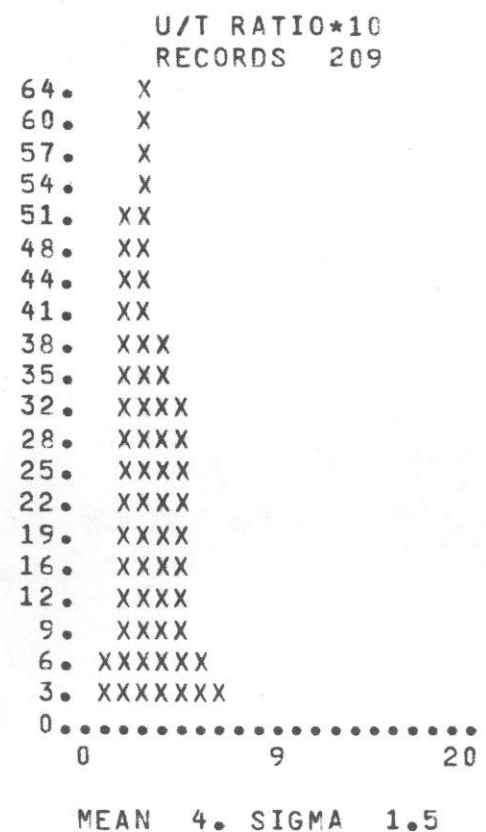 U/T RATIO*10
RECORDS 209
64. X
60. X
57. X
54. X
51. XX
48. XX
44. XX
41. XX
38. XXX
35. XXX
32. XXXX
28. XXXX
25. XXXX
22. XXXX
19. XXXX
16. XXXX
12. XXXX
9. XXXX
6. XXXXXX
3. XXXXXXX
0.....................
0 9 20
MEAN 4. SIGMA 1.5